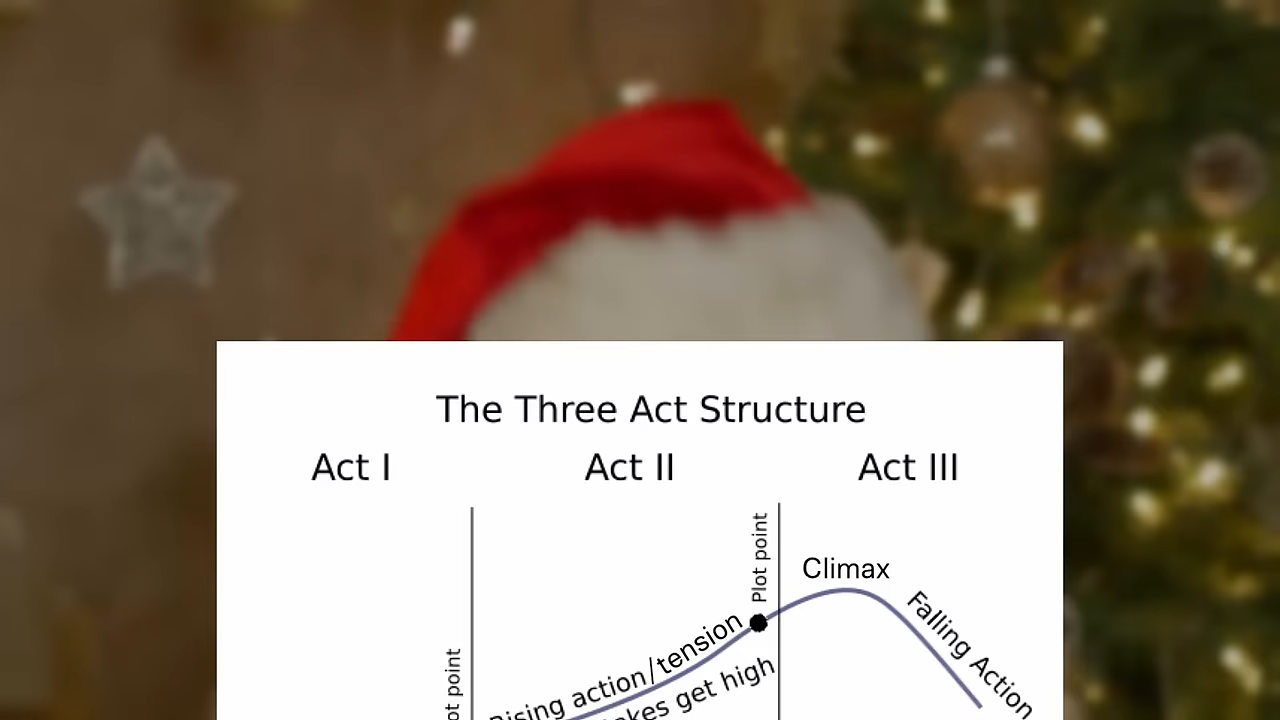 The Three Act Structure
Act I
Act II
Act III
Plot point
Climax
Falling Action
Rising action/tension
get high
point